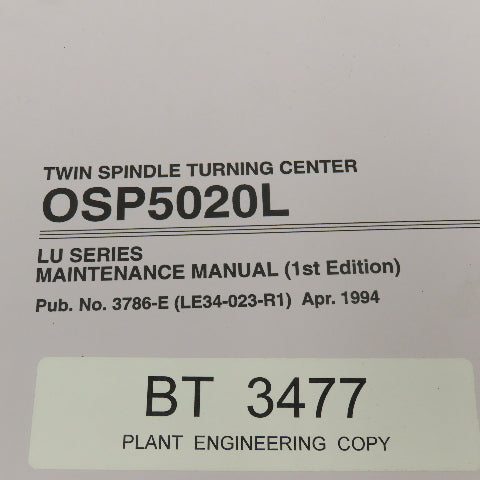 TWIN SPINDLE TURNING CENTER
OSP5020L
LU SERIES
MAINTENANCE MANUAL (1st Edition)
Pub. No. 3786-E (LE34-023-R1) Apr. 1994
BT 3477
PLANT ENGINEERING COPY